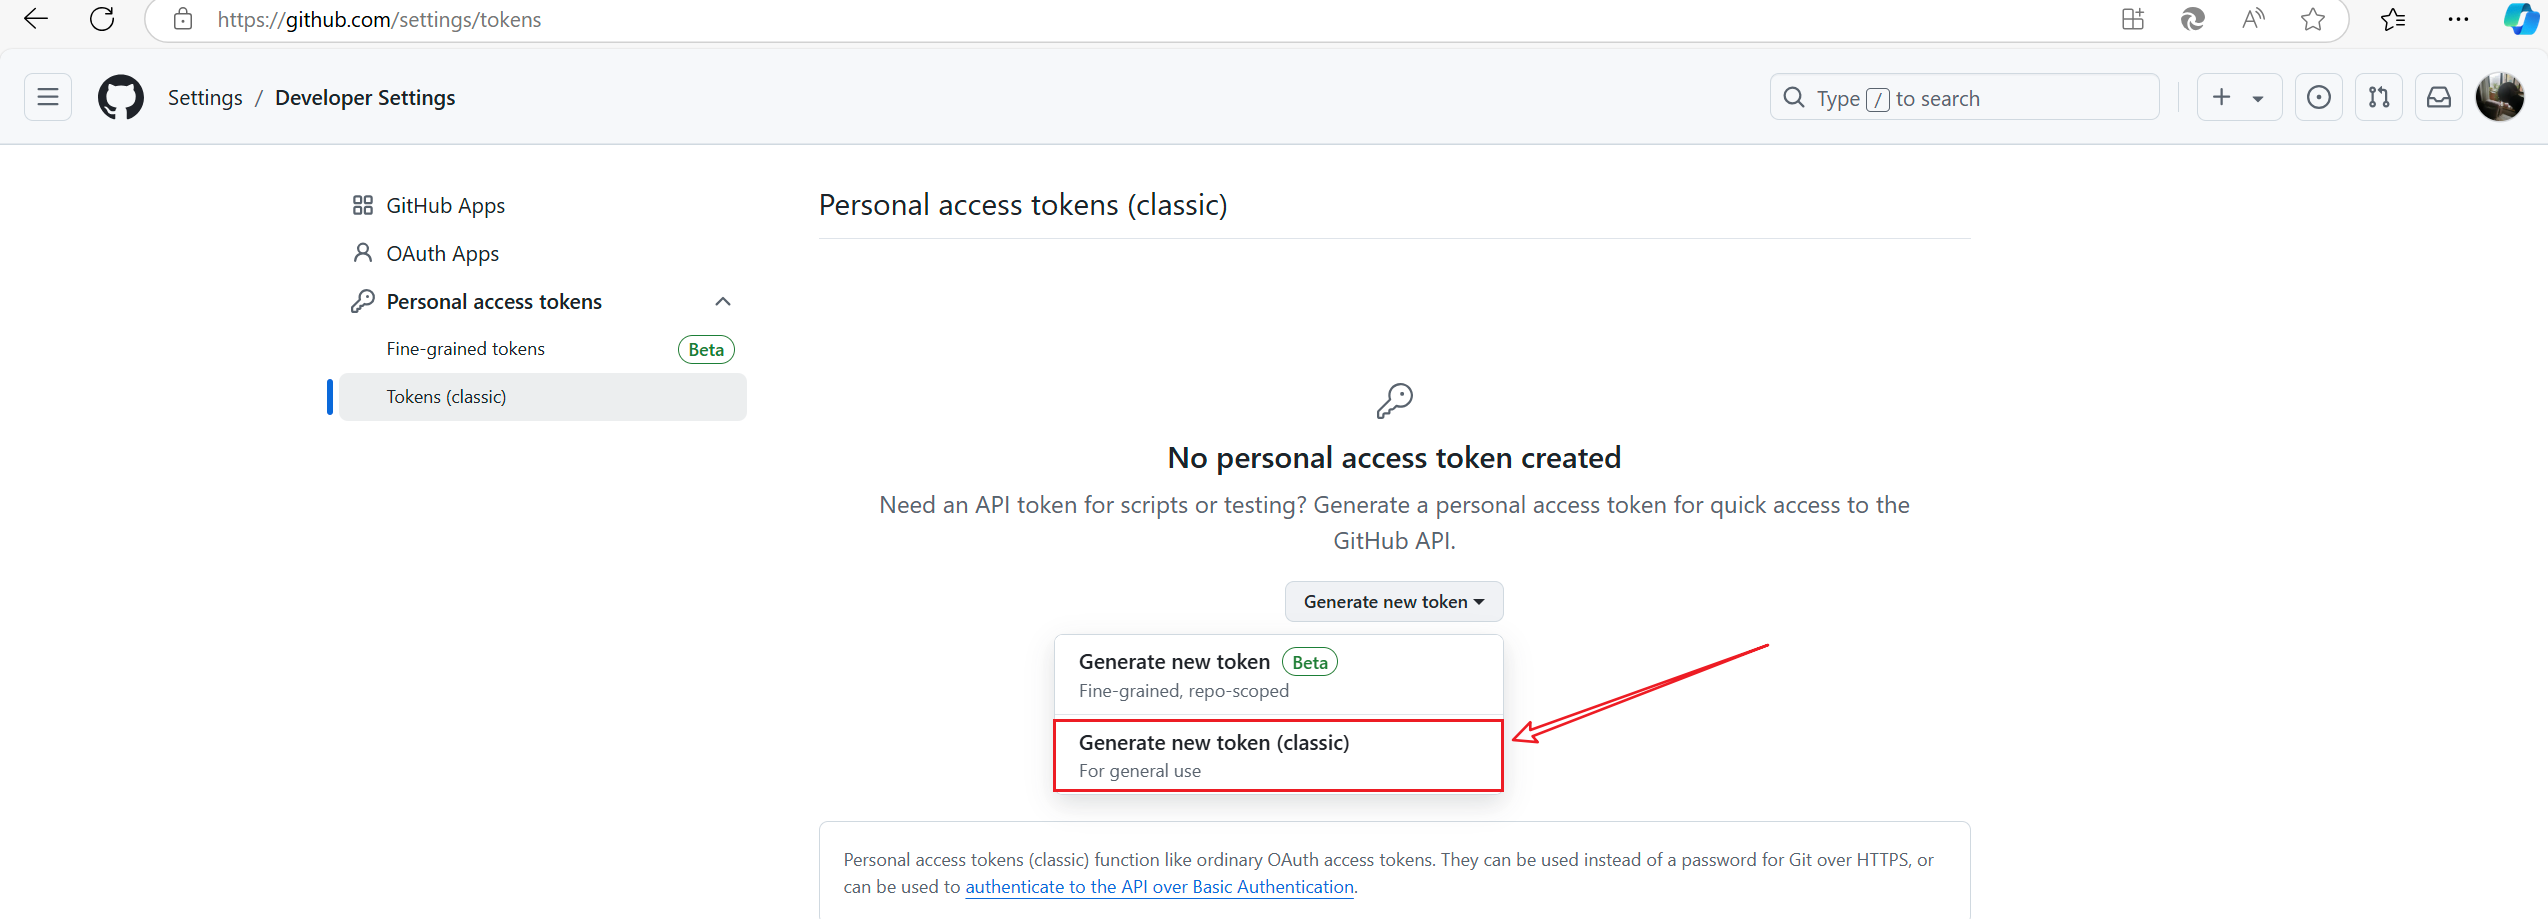 https://github.com/settings/tokens
Settings / Developer Settings
Type / to search
GitHub Apps
OAuth Apps
Personal access tokens
Fine-grained tokens Beta
Tokens (classic)
Personal access tokens (classic)
No personal access token created
Need an API token for scripts or testing? Generate a personal access token for quick access to the
GitHub API.
Generate new token
Generate new token Beta
Fine-grained, repo-scoped
Generate new token (classic)
For general use
Personal access tokens (classic) function like ordinary OAuth access tokens. They can be used instead of a password for Git over HTTPS, or
can be used to authenticate to the API over Basic Authentication.